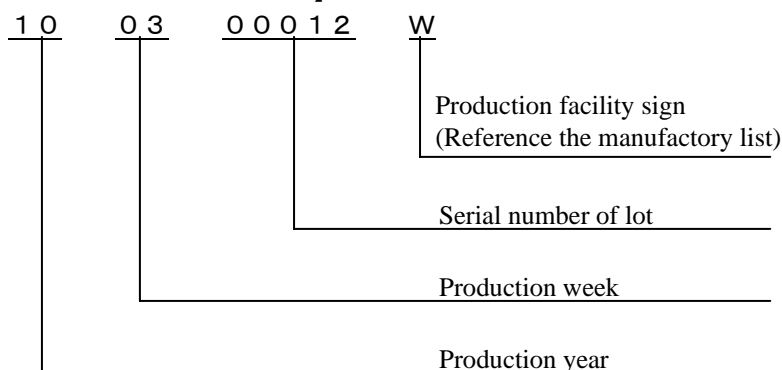 10 03 00012 W
Production facility sign
(Reference the manufactory list)
Serial number of lot
Production week
Production year